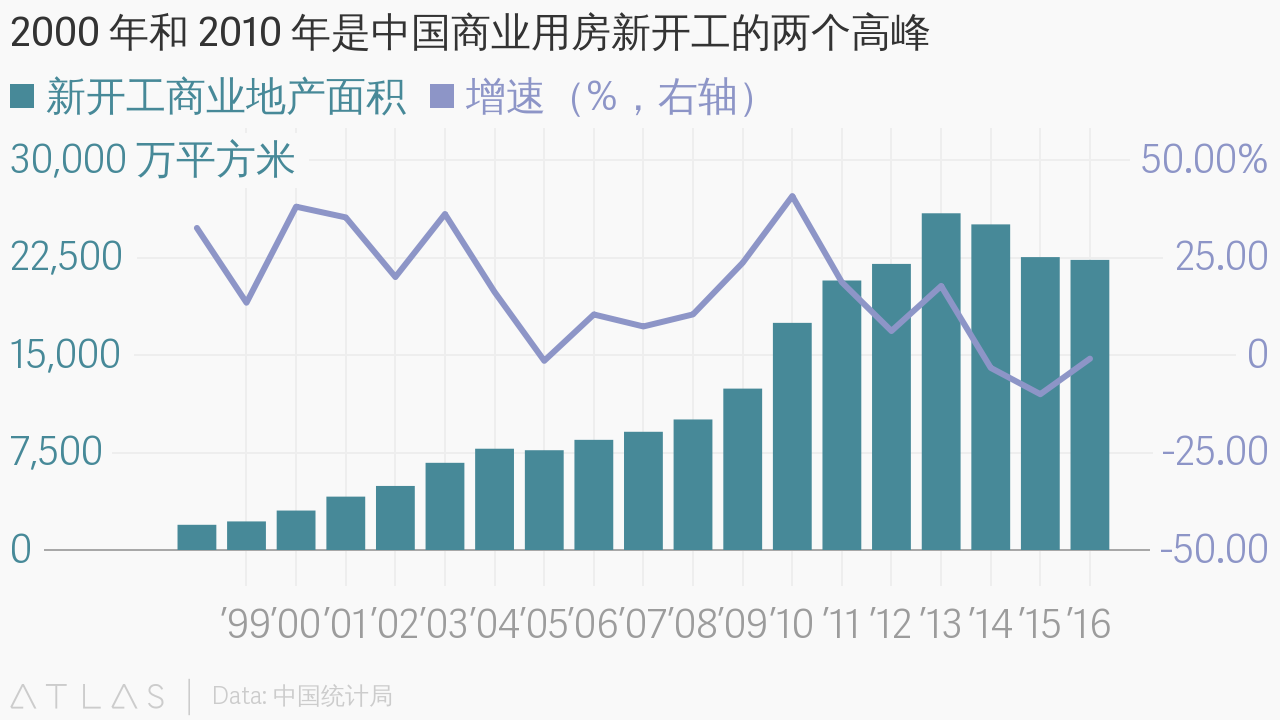 2000 年和 2010 年是中国商业用房新开工的两个高峰
新开工商业地产面积 增速（%，右轴）
30,000 万平方米 50.00%
22,500 25.00
15,000 0
7,500 -25.00
0 -50.00
'99 '00 '01 '02 '03 '04 '05 '06 '07 '08 '09 '10 '11 '12 '13 '14 '15 '16
ATLAS Data: 中国统计局